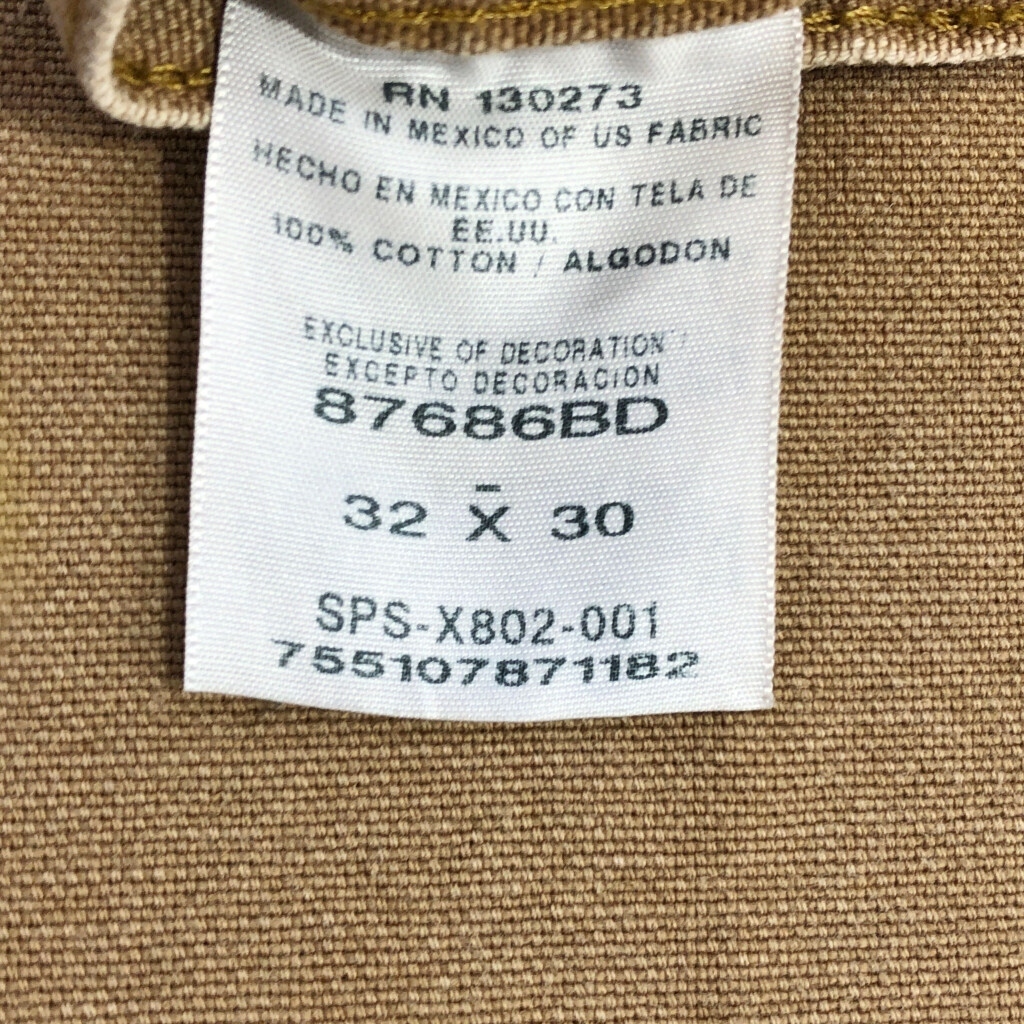 RN 130273
MADE IN MEXICO OF US FABRIC
HECHO EN MEXICO CON TELA DE
EE.UU.
100% COTTON / ALGODON
EXCLUSIVE OF DECORATION
EXCEPTO DECORACION
87686BD
-
32 X 30
SPS-X802-001
755107871182